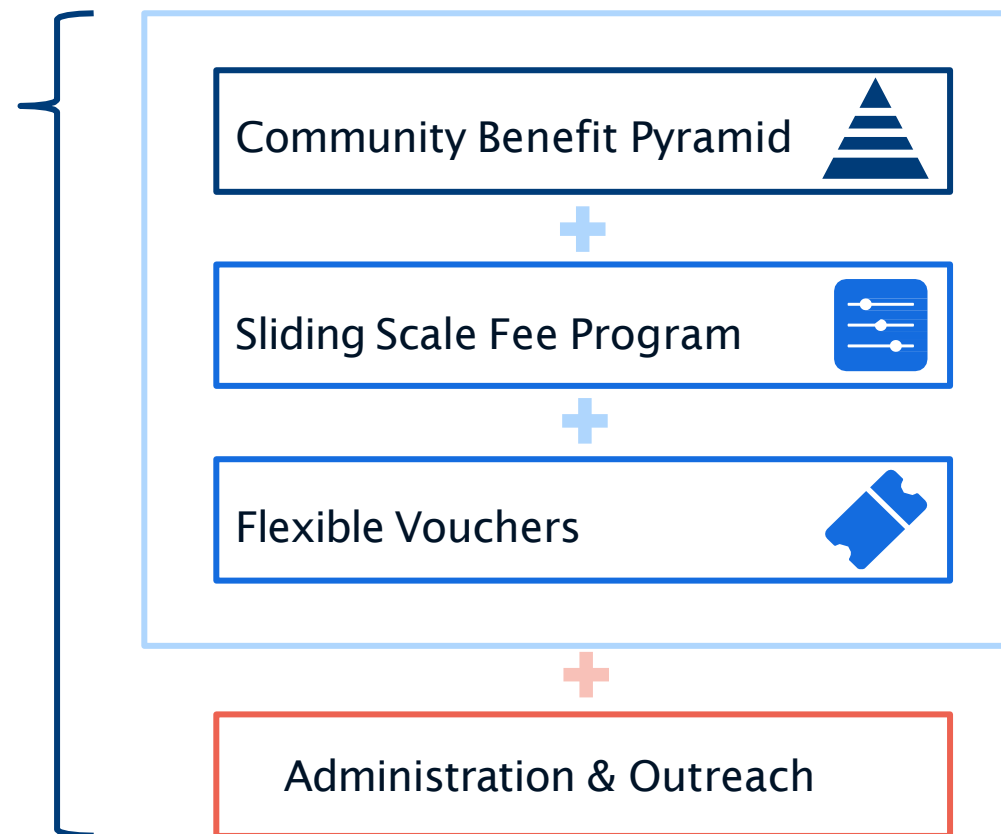 Community Benefit Pyramid
Sliding Scale Fee Program
Flexible Vouchers
Administration & Outreach